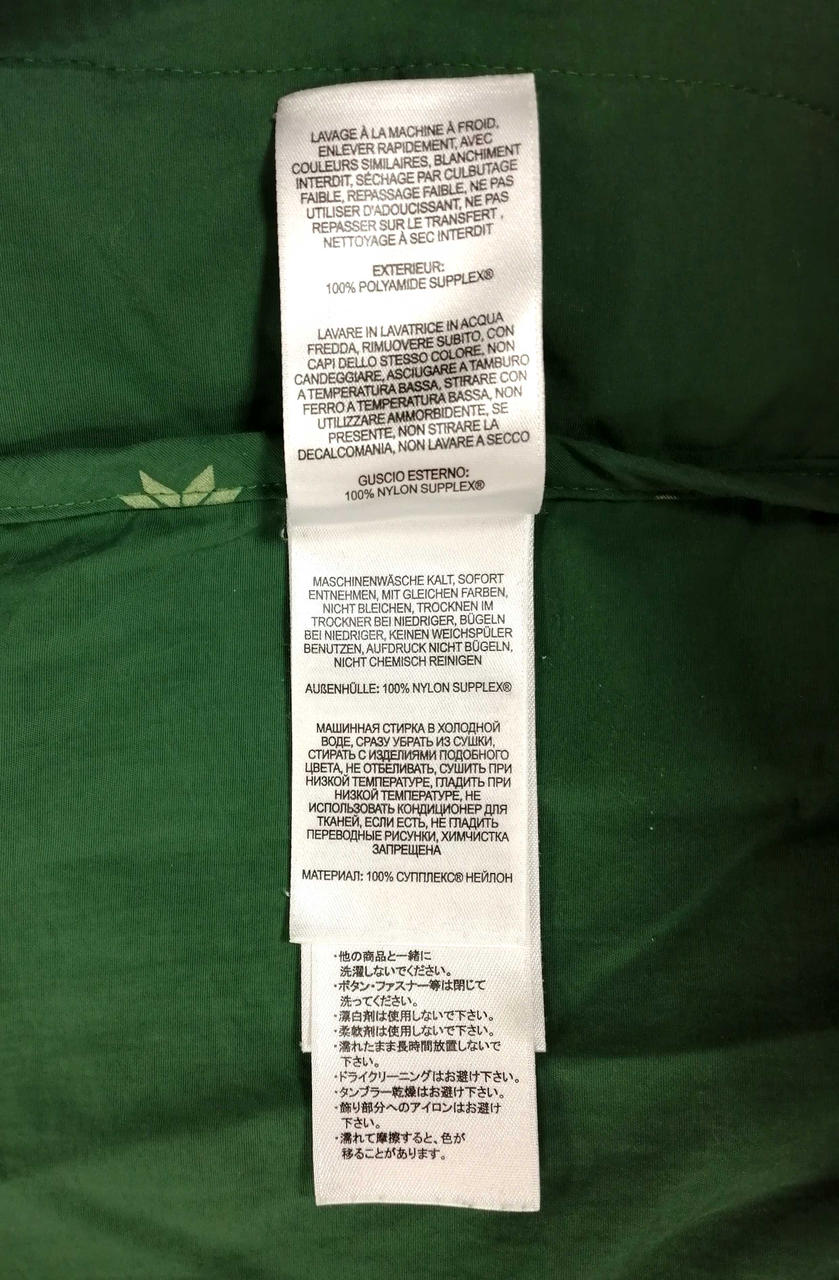 LAVAGE À LA MACHINE À FROID,
ENLEVER RAPIDEMENT, AVEC
COULEURS SIMILAIRES, BLANCHIMENT
INTERDIT, SÉCHAGE PAR CULBUTAGE
FAIBLE, REPASSAGE FAIBLE, NE PAS
UTILISER D'ADOUCISSANT, NE PAS
REPASSER SUR LE TRANSFERT ,
NETTOYAGE À SEC INTERDIT
EXTERIEUR:
100% POLYAMIDE SUPPLEX®
LAVARE IN LAVATRICE IN ACQUA
FREDDA, RIMUOVERE SUBITO, CON
CAPI DELLO STESSO COLORE, NON
CANDEGGIARE, ASCIUGARE A TAMBURO
A TEMPERATURA BASSA, STIRARE CON
FERRO A TEMPERATURA BASSA, NON
UTILIZZARE AMMORBIDENTE, SE
PRESENTE, NON STIRARE LA
DECALCOMANIA, NON LAVARE A SECCO
GUSCIO ESTERNO:
100% NYLON SUPPLEX®
MASCHINENWÄSCHE KALT, SOFORT
ENTNEHMEN, MIT GLEICHEN FARBEN,
NICHT BLEICHEN, TROCKNEN IM
TROCKNER BEI NIEDRIGER, BÜGELN
BEI NIEDRIGER, KEINEN WEICHSPÜLER
BENUTZEN, AUFDRUCK NICHT BÜGELN,
NICHT CHEMISCH REINIGEN
AUßENHÜLLE: 100% NYLON SUPPLEX®
МАШИННАЯ СТИРКА В ХОЛОДНОЙ
ВОДЕ, СРАЗУ УБРАТЬ ИЗ СУШКИ,
СТИРАТЬ С ИЗДЕЛИЯМИ ПОДОБНОГО
ЦВЕТА, НЕ ОТБЕЛИВАТЬ, СУШИТЬ ПРИ
НИЗКОЙ ТЕМПЕРАТУРЕ, ГЛАДИТЬ ПРИ
НИЗКОЙ ТЕМПЕРАТУРЕ, НЕ
ИСПОЛЬЗОВАТЬ КОНДИЦИОНЕР ДЛЯ
ТКАНЕЙ, ЕСЛИ ЕСТЬ, НЕ ГЛАДИТЬ
ПЕРЕВОДНЫЕ РИСУНКИ, ХИМЧИСТКА
ЗАПРЕЩЕНА
МАТЕРИАЛ: 100% СУППЛЕКС® НЕЙЛОН
・他の商品と一緒に
洗濯しないでください。
・ボタン・ファスナー等は閉じて
洗ってください。
・漂白剤は使用しないで下さい。
・柔軟剤は使用しないで下さい。
・濡れたまま長時間放置しないで
下さい。
・ドライクリーニングはお避け下さい。
・タンブラー乾燥はお避け下さい。
・飾り部分へのアイロンはお避け
下さい。
・濡れて摩擦すると、色が
移ることがあります。